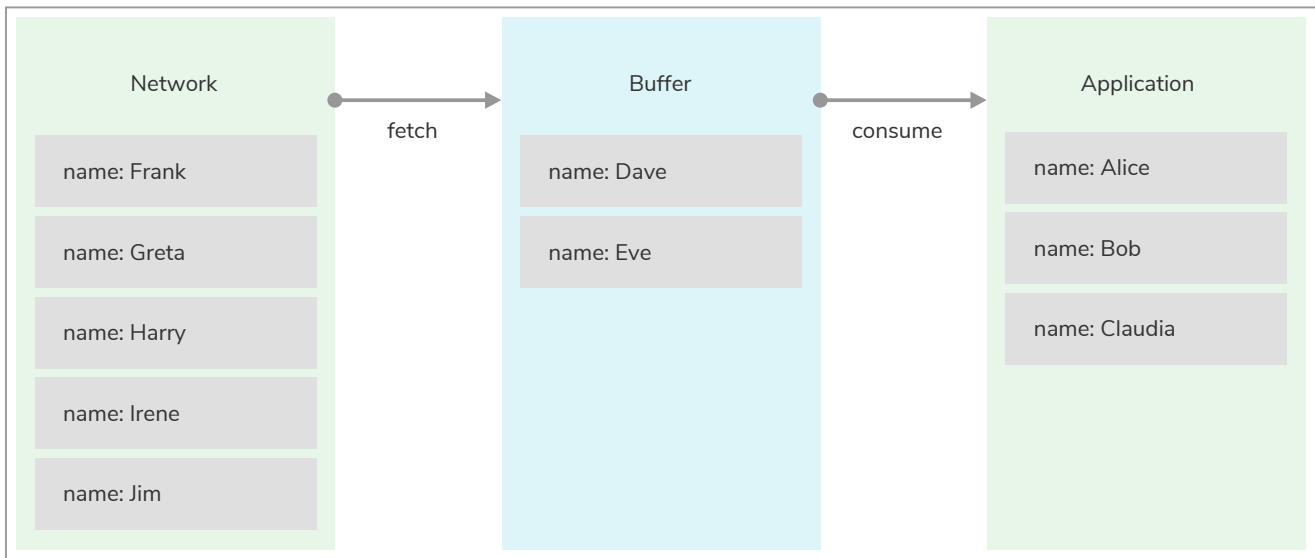 Network
name: Frank
name: Greta
name: Harry
name: Irene
name: Jim
fetch
Buffer
name: Dave
name: Eve
consume
Application
name: Alice
name: Bob
name: Claudia